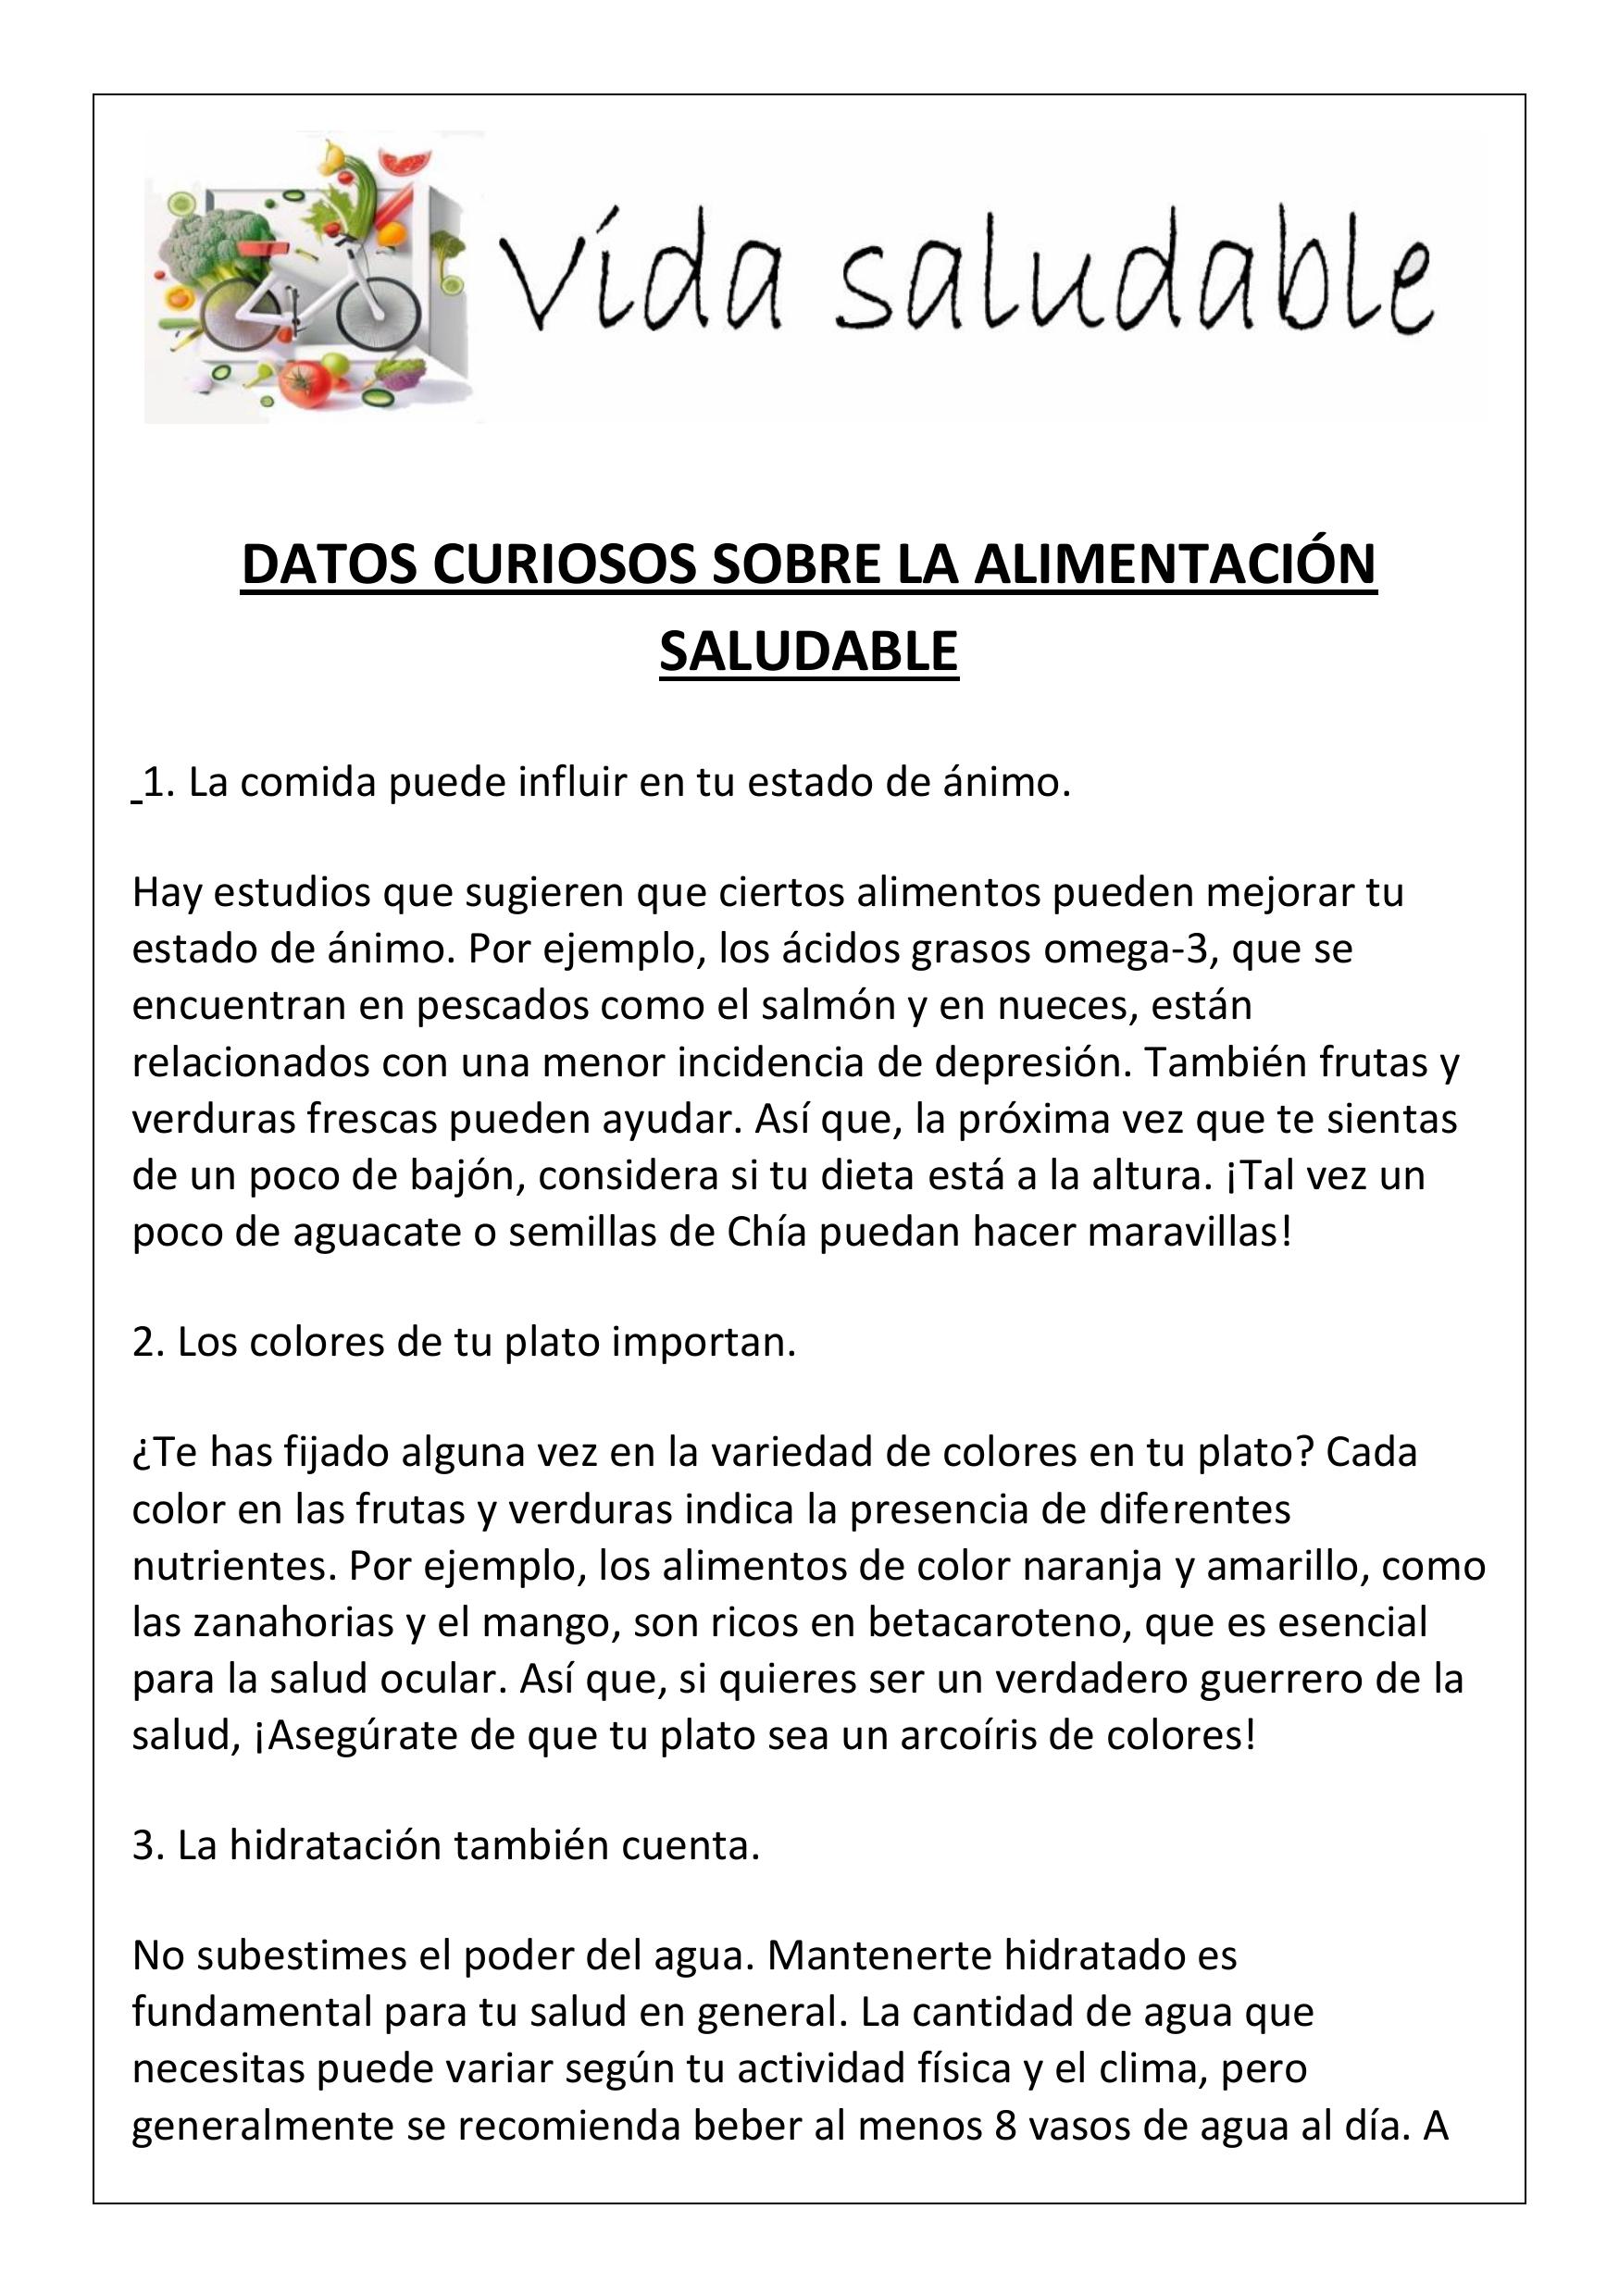 Vida saludable
DATOS CURIOSOS SOBRE LA ALIMENTACIÓN
SALUDABLE
1. La comida puede influir en tu estado de ánimo.
Hay estudios que sugieren que ciertos alimentos pueden mejorar tu
estado de ánimo. Por ejemplo, los ácidos grasos omega-3, que se
encuentran en pescados como el salmón y en nueces, están
relacionados con una menor incidencia de depresión. También frutas y
verduras frescas pueden ayudar. Así que, la próxima vez que te sientas
de un poco de bajón, considera si tu dieta está a la altura. ¡Tal vez un
poco de aguacate o semillas de Chía puedan hacer maravillas!
2. Los colores de tu plato importan.
¿Te has fijado alguna vez en la variedad de colores en tu plato? Cada
color en las frutas y verduras indica la presencia de diferentes
nutrientes. Por ejemplo, los alimentos de color naranja y amarillo, como
las zanahorias y el mango, son ricos en betacaroteno, que es esencial
para la salud ocular. Así que, si quieres ser un verdadero guerrero de la
salud, ¡Asegúrate de que tu plato sea un arcoíris de colores!
3. La hidratación también cuenta.
No subestimes el poder del agua. Mantenerte hidratado es
fundamental para tu salud en general. La cantidad de agua que
necesitas puede variar según tu actividad física y el clima, pero
generalmente se recomienda beber al menos 8 vasos de agua al día. A